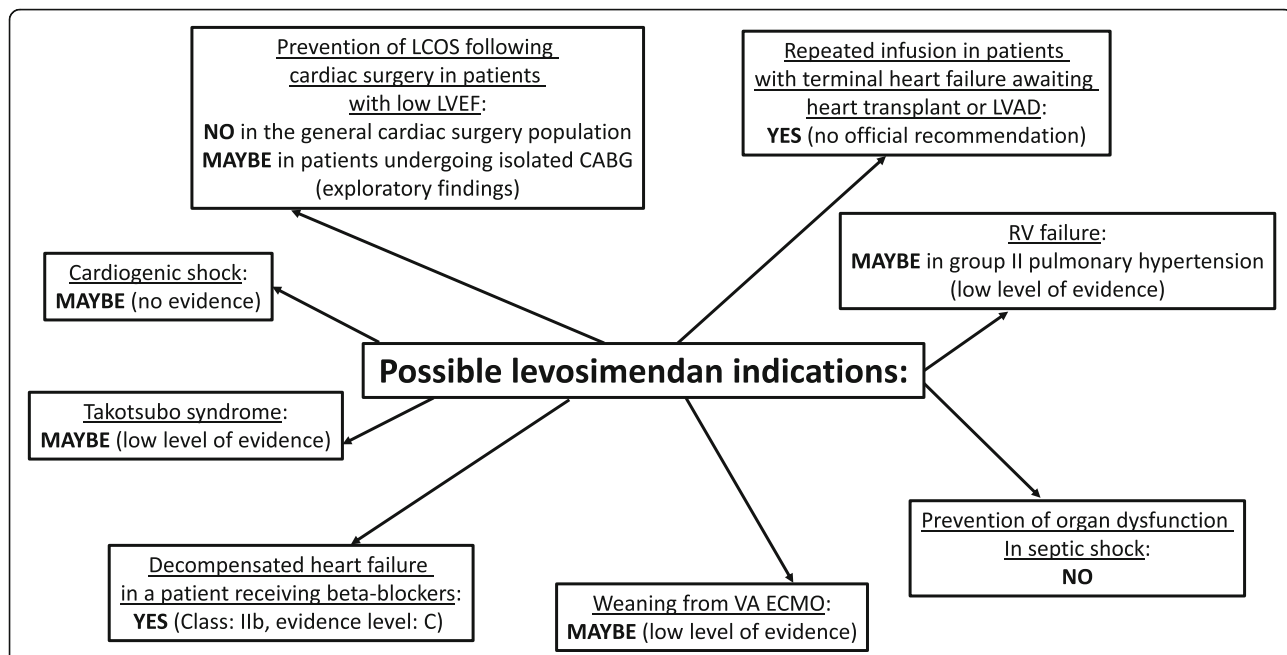 Prevention of LCOS following
cardiac surgery in patients
with low LVEF:
NO in the general cardiac surgery population
MAYBE in patients undergoing isolated CABG
(exploratory findings)
Repeated infusion in patients
with terminal heart failure awaiting
heart transplant or LVAD:
YES (no official recommendation)
RV failure:
MAYBE in group II pulmonary hypertension
(low level of evidence)
Cardiogenic shock:
MAYBE (no evidence)
Possible levosimendan indications:
Takotsubo syndrome:
MAYBE (low level of evidence)
Prevention of organ dysfunction
In septic shock:
NO
Decompensated heart failure
in a patient receiving beta-blockers:
YES (Class: IIb, evidence level: C)
Weaning from VA ECMO:
MAYBE (low level of evidence)